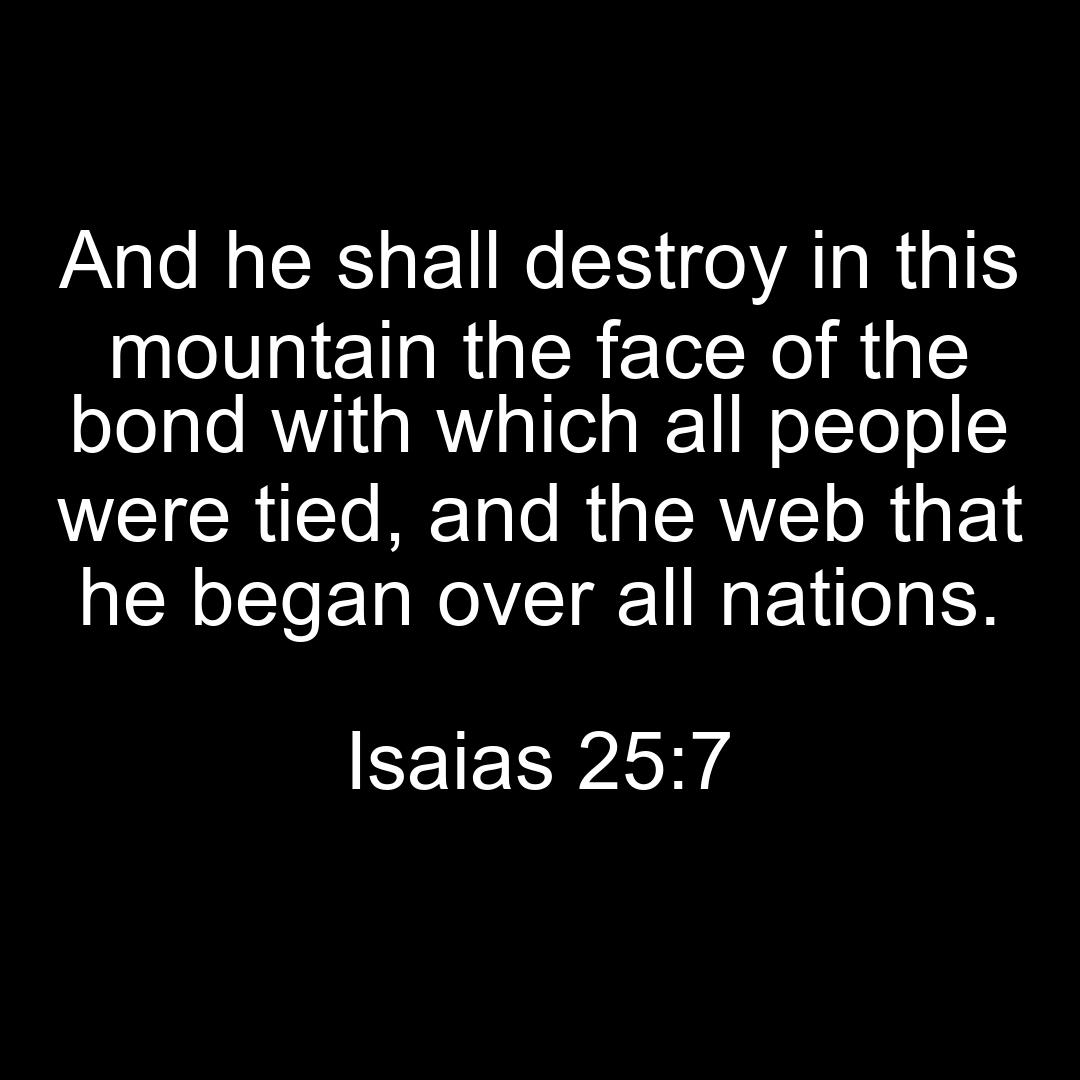 And he shall destroy in this
mountain the face of the
bond with which all people
were tied, and the web that
he began over all nations.
Isaias 25:7